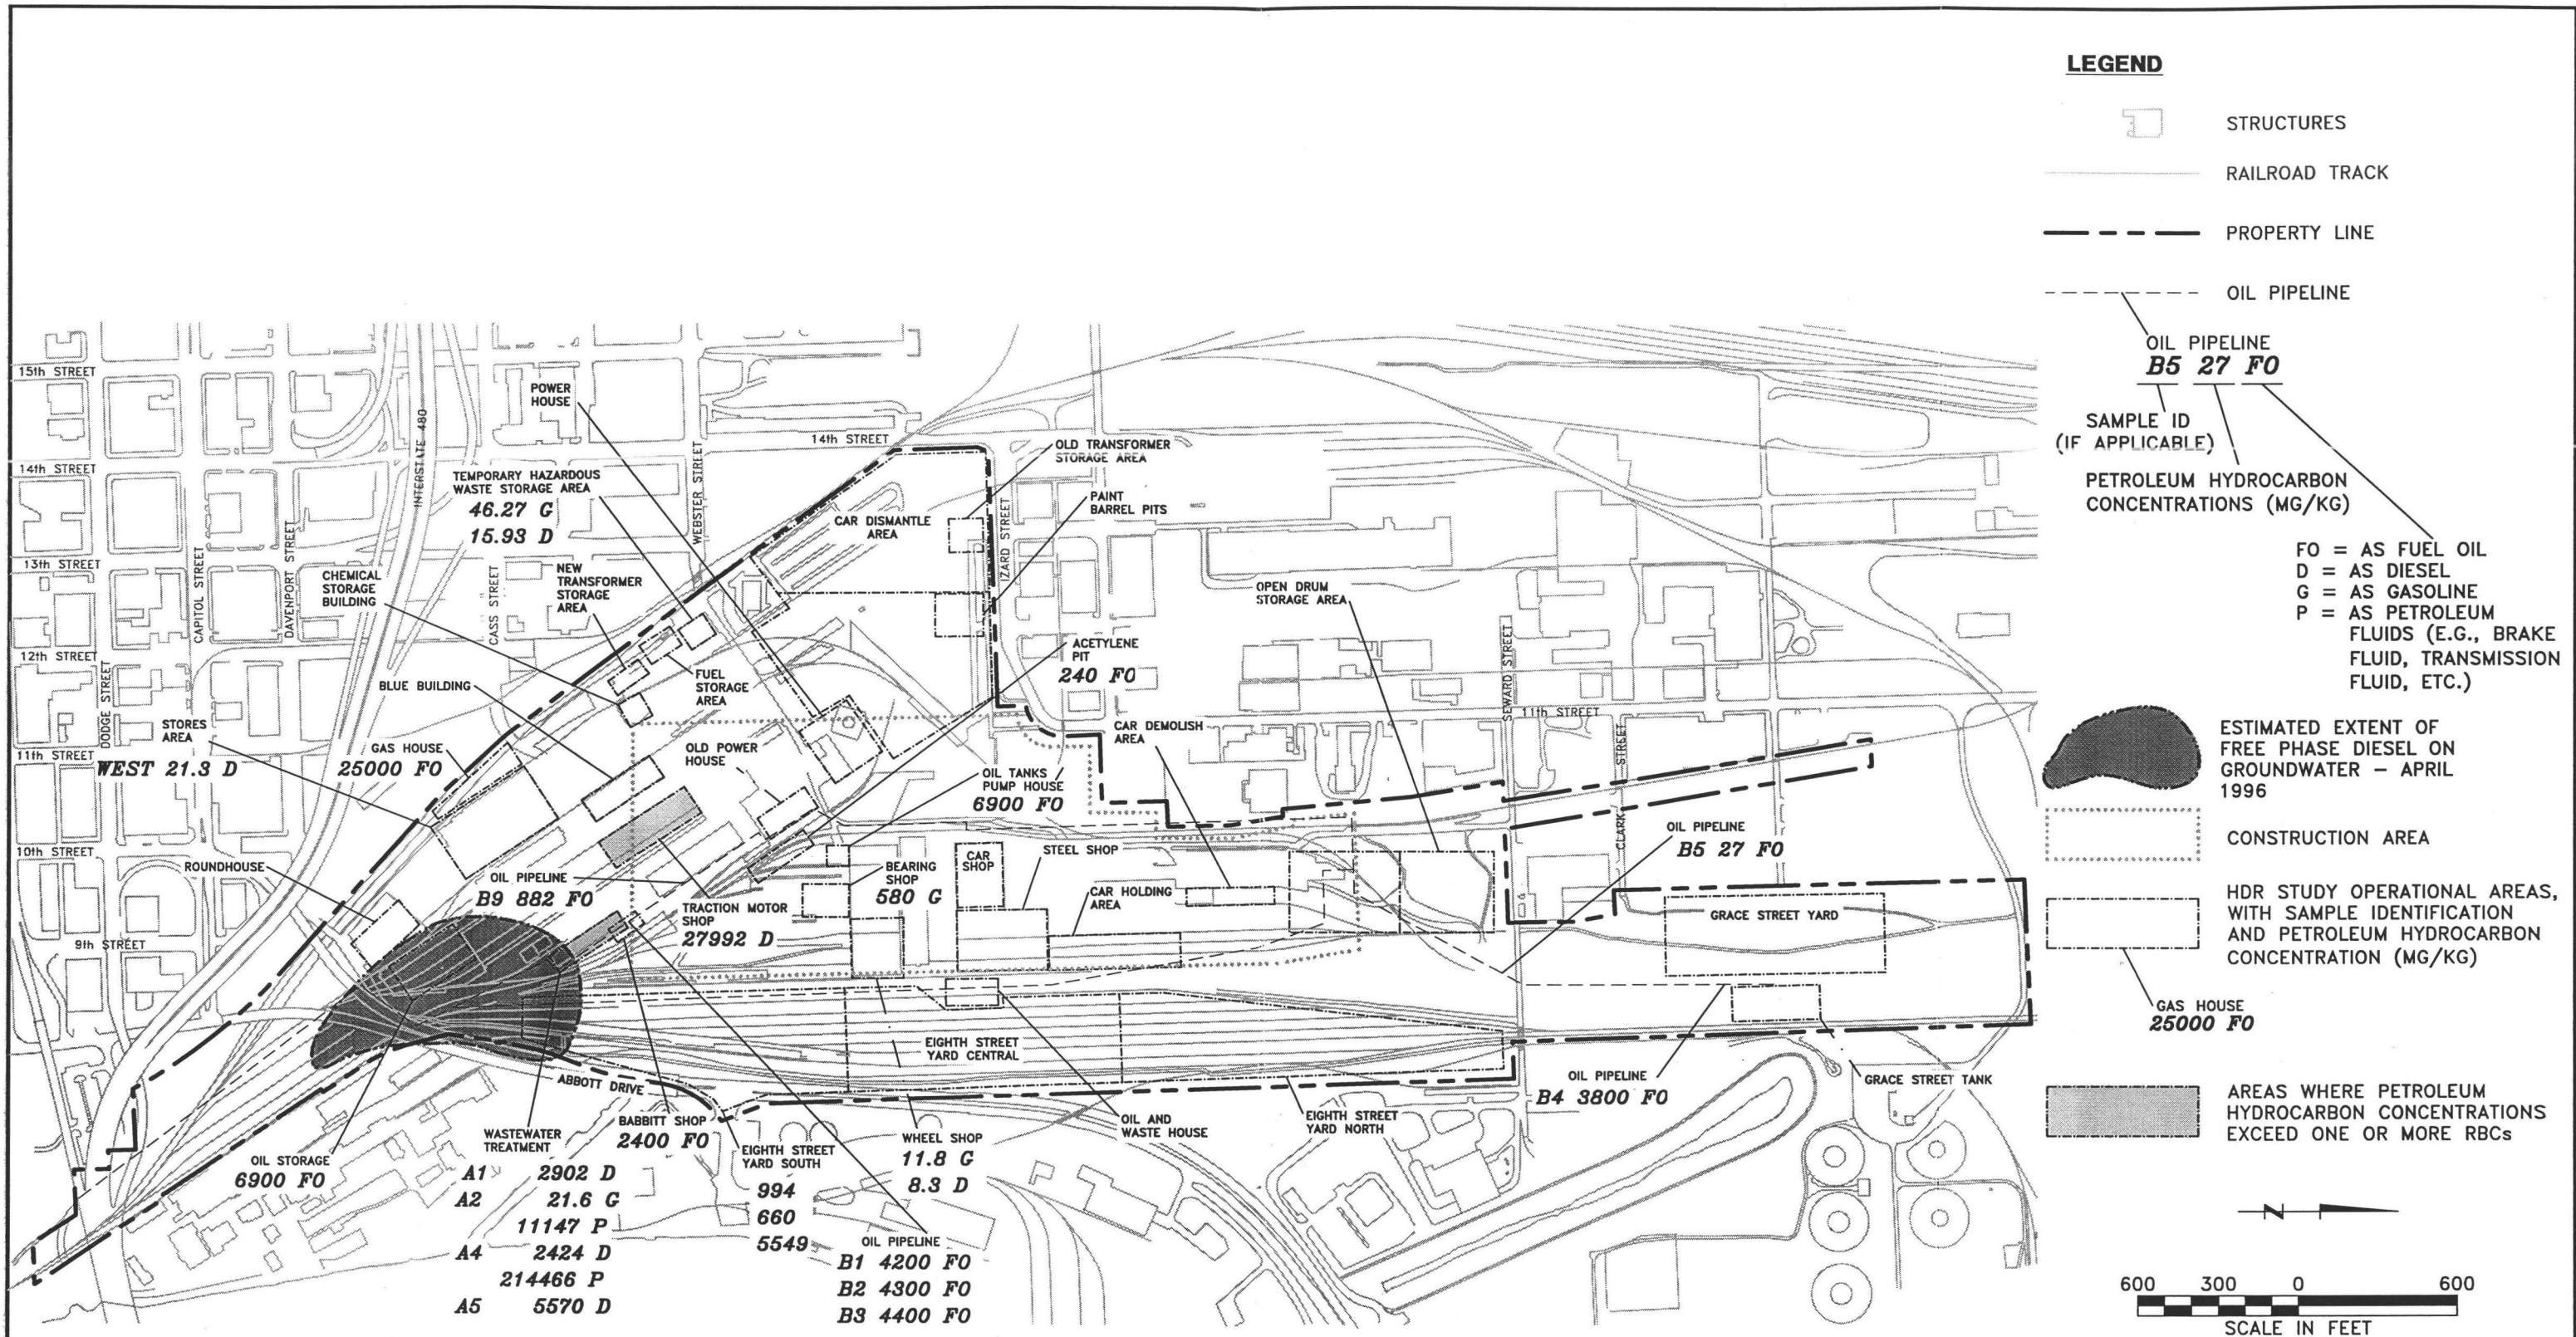 LEGEND
STRUCTURES
RAILROAD TRACK
PROPERTY LINE
OIL PIPELINE
OIL PIPELINE
B5 27 FO
SAMPLE ID
(IF APPLICABLE)
PETROLEUM HYDROCARBON
CONCENTRATIONS (MG/KG)
FO = AS FUEL OIL
D = AS DIESEL
G = AS GASOLINE
P = AS PETROLEUM
FLUIDS (E.G., BRAKE
FLUID, TRANSMISSION
FLUID, ETC.)
ESTIMATED EXTENT OF
FREE PHASE DIESEL ON
GROUNDWATER – APRIL
1996
CONSTRUCTION AREA
HDR STUDY OPERATIONAL AREAS,
WITH SAMPLE IDENTIFICATION
AND PETROLEUM HYDROCARBON
CONCENTRATION (MG/KG)
GAS HOUSE
25000 FO
AREAS WHERE PETROLEUM
HYDROCARBON CONCENTRATIONS
EXCEED ONE OR MORE RBCs
N
600 300 0 600
SCALE IN FEET
15th STREET
14th STREET
13th STREET
12th STREET
11th STREET
10th STREET
9th STREET
DODGE STREET
CAPITOL STREET
DAVENPORT STREET
INTERSTATE 480
CASS STREET
WEBSTER STREET
14th STREET
IZARD STREET
SEWARD STREET
11th STREET
CLARK STREET
ABBOTT DRIVE
POWER
HOUSE
TEMPORARY HAZARDOUS
WASTE STORAGE AREA
46.27 G
15.93 D
OLD TRANSFORMER
STORAGE AREA
PAINT
BARREL PITS
CAR DISMANTLE
AREA
CHEMICAL
STORAGE
BUILDING
NEW
TRANSFORMER
STORAGE
AREA
OPEN DRUM
STORAGE AREA
ACETYLENE
PIT
240 FO
BLUE BUILDING
FUEL
STORAGE
AREA
STORES
AREA
WEST 21.3 D
GAS HOUSE
25000 FO
OLD POWER
HOUSE
CAR DEMOLISH
AREA
OIL TANKS
PUMP HOUSE
6900 FO
ROUNDHOUSE
OIL PIPELINE
B9 882 FO
TRACTION MOTOR
SHOP
27992 D
BEARING
SHOP
580 G
CAR
SHOP
STEEL SHOP
CAR HOLDING
AREA
OIL PIPELINE
B5 27 FO
GRACE STREET YARD
EIGHTH STREET
YARD CENTRAL
OIL STORAGE
6900 FO
WASTEWATER
TREATMENT
A1 2902 D
A2 21.6 G
11147 P
A4 2424 D
214466 P
A5 5570 D
BABBITT SHOP
2400 FO
EIGHTH STREET
YARD SOUTH
994
660
5549
WHEEL SHOP
11.8 G
8.3 D
OIL PIPELINE
B1 4200 FO
B2 4300 FO
B3 4400 FO
OIL AND
WASTE HOUSE
EIGHTH STREET
YARD NORTH
OIL PIPELINE
B4 3800 FO
GRACE STREET TANK